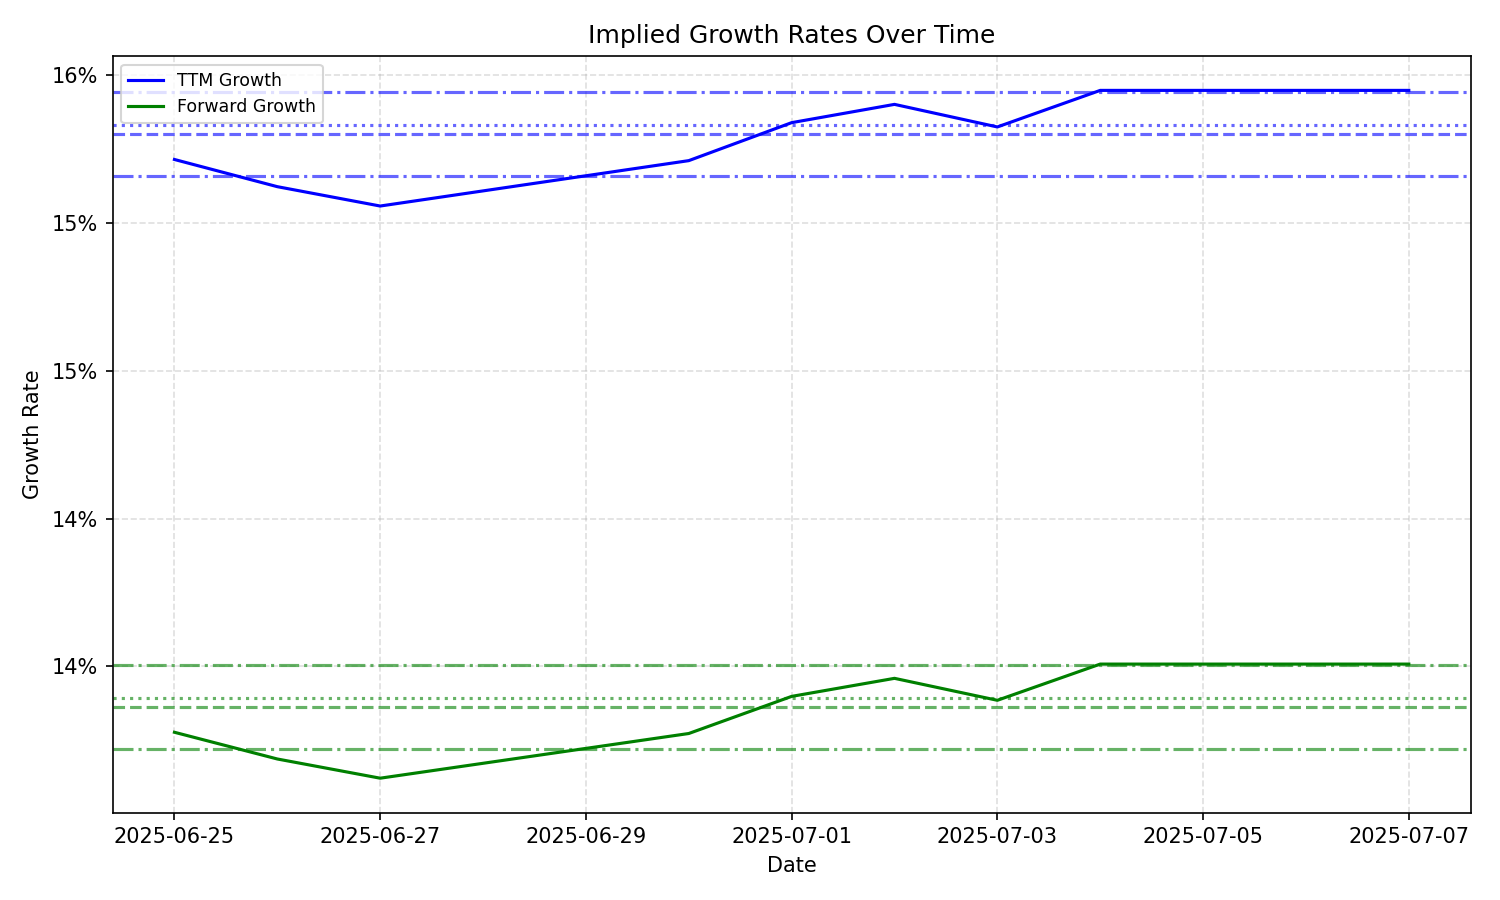 Implied Growth Rates Over Time
TTM Growth
Forward Growth
16%
15%
15%
14%
14%
Growth Rate
2025-06-25
2025-06-27
2025-06-29
2025-07-01
2025-07-03
2025-07-05
2025-07-07
Date